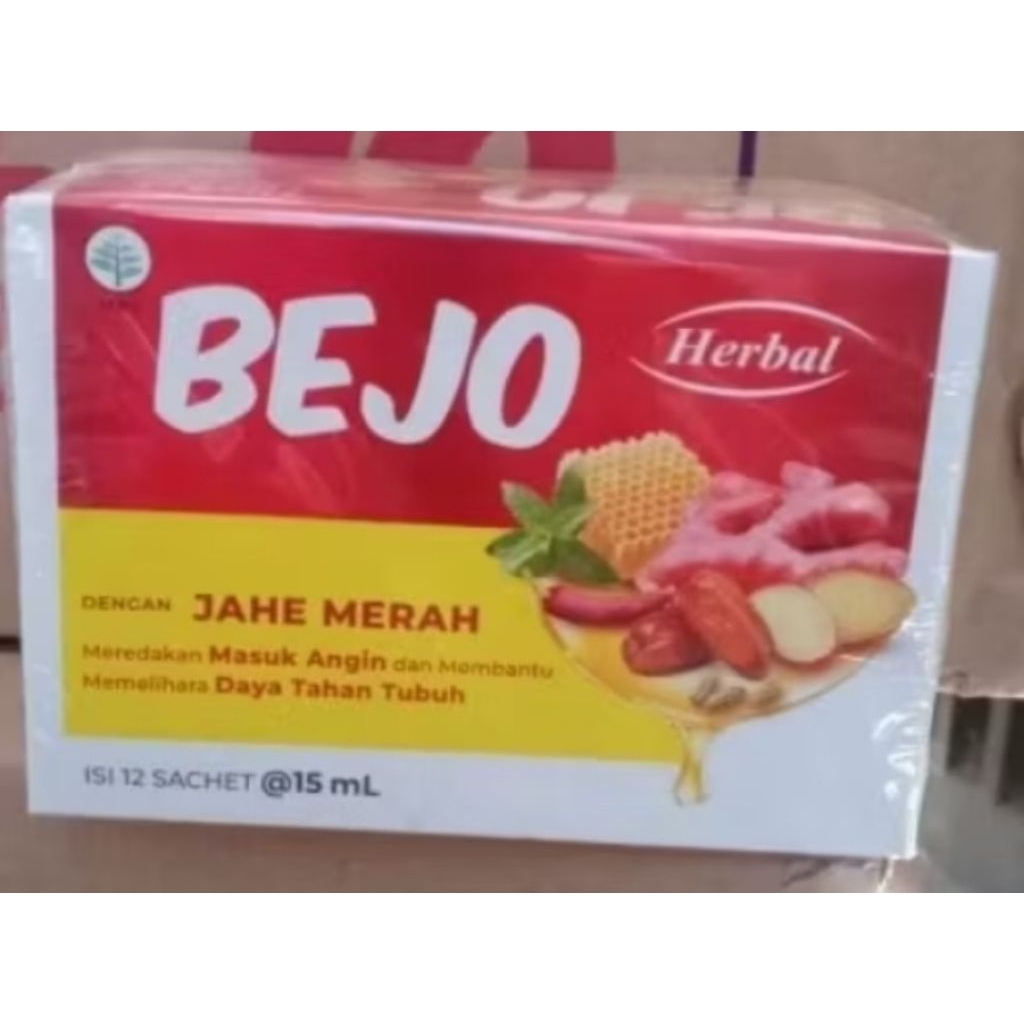 BEJO
Herbal
DENGAN JAHE MERAH
Meredakan Masuk Angin dan Membantu
Memelihara Daya Tahan Tubuh
ISI 12 SACHET @15 mL